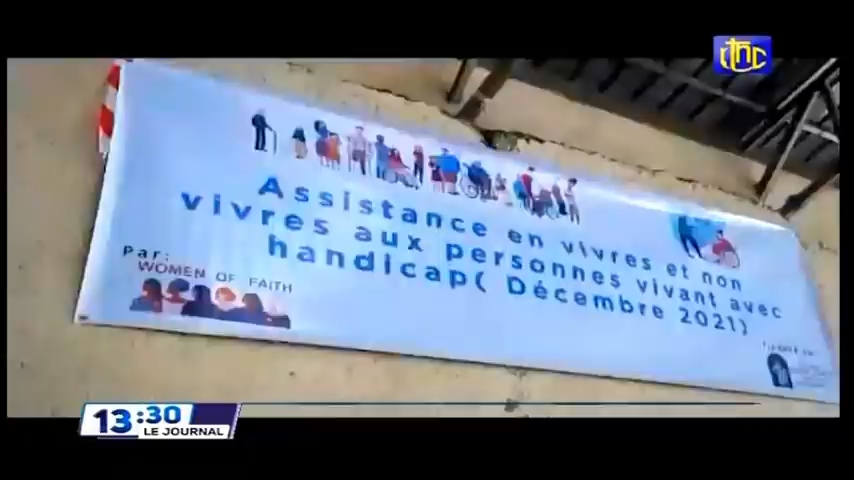 rtnc
Assistance en vivres et non
vivres aux personnes vivant avec
handicap( Décembre 2021)
Par:
WOMEN OF FAITH
13:30
LE JOURNAL